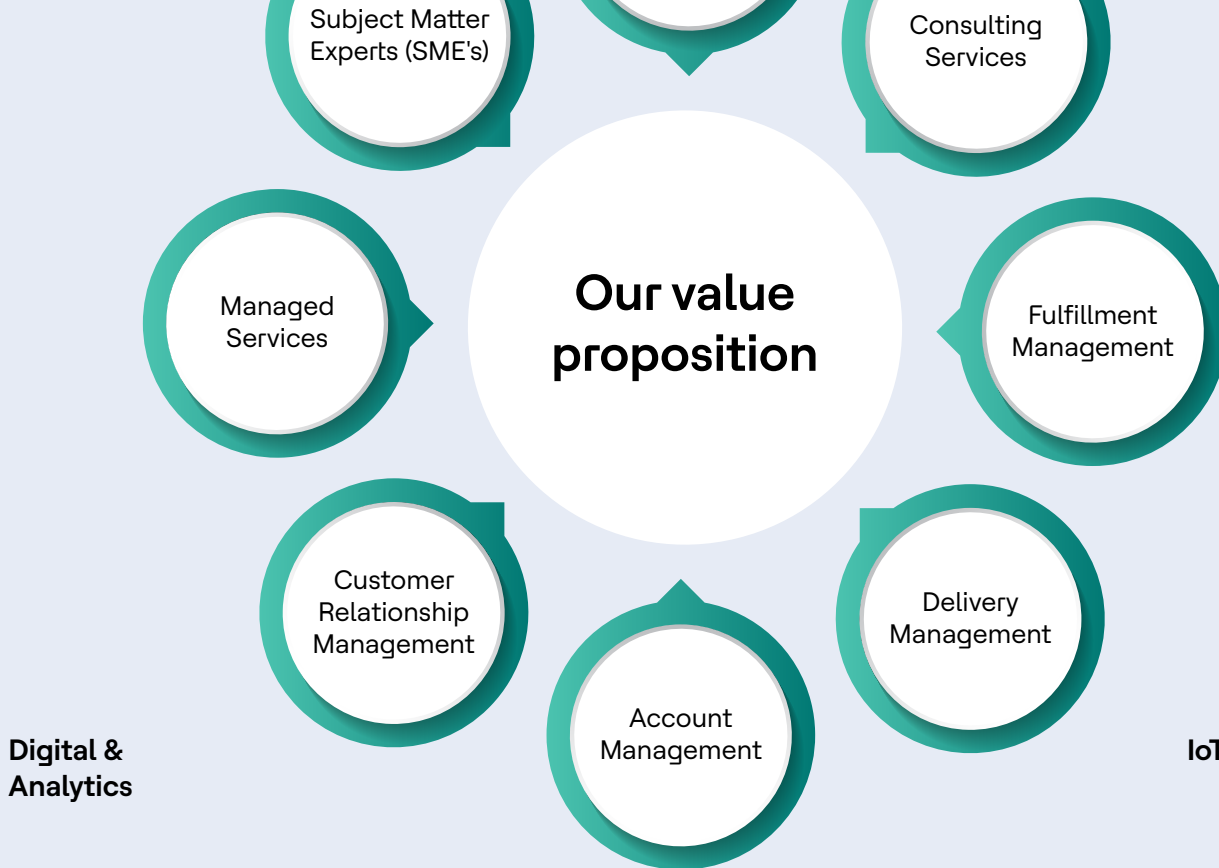 Subject Matter
Experts (SME's)
Consulting
Services
Managed
Services
Our value
proposition
Fulfillment
Management
Customer
Relationship
Management
Delivery
Management
Account
Management
Digital &
Analytics
IoT